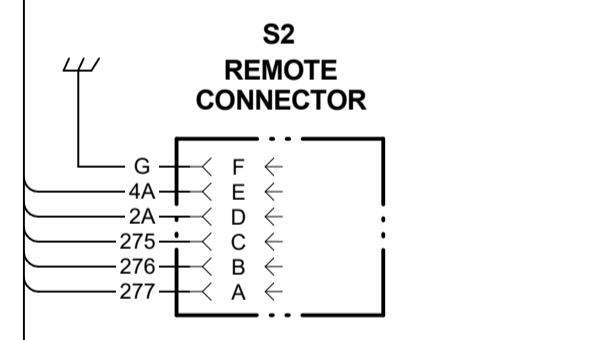 S2
REMOTE
CONNECTOR
G F
4A E
2A D
275 C
276 B
277 A